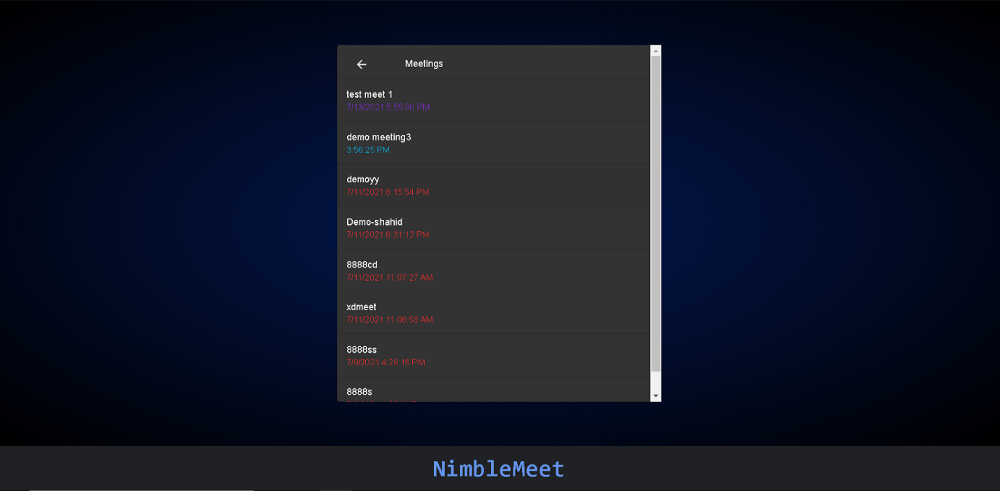 Meetings
test meet 1
7/13/2021 5:55:00 PM
demo meeting3
3:56:25 PM
demoyy
7/11/2021 8:15:54 PM
Demo-shahid
7/11/2021 6:31:12 PM
8888cd
7/11/2021 11:07:27 AM
xdmeet
7/11/2021 11:06:58 AM
8888ss
7/9/2021 4:28:16 PM
8888s
NimbleMeet